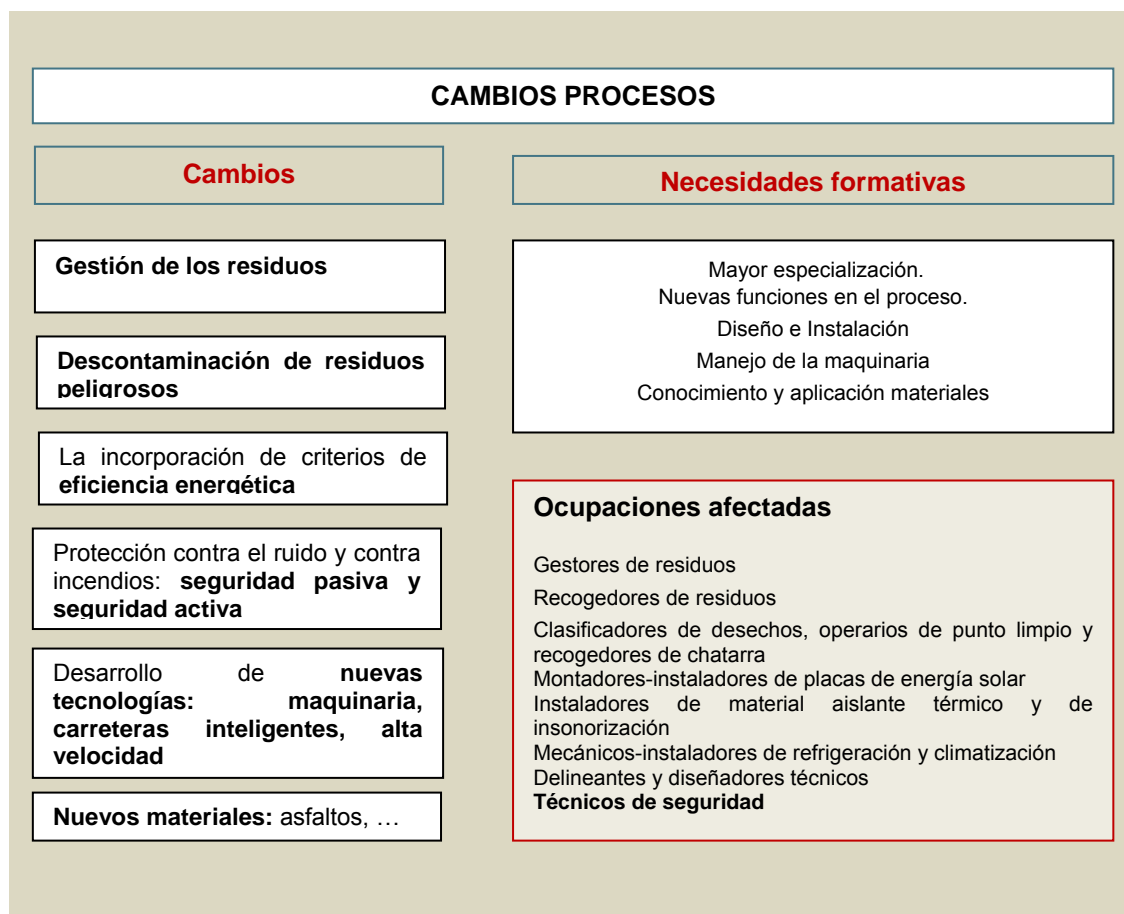 CAMBIOS PROCESOS
Cambios
Gestión de los residuos
Descontaminación de residuos
peligrosos
La incorporación de criterios de
eficiencia energética
Protección contra el ruido y contra
incendios: seguridad pasiva y
seguridad activa
Desarrollo de nuevas
tecnologías: maquinaria,
carreteras inteligentes, alta
velocidad
Nuevos materiales: asfaltos, …
Necesidades formativas
Mayor especialización.
Nuevas funciones en el proceso.
Diseño e Instalación
Manejo de la maquinaria
Conocimiento y aplicación materiales
Ocupaciones afectadas
Gestores de residuos
Recogedores de residuos
Clasificadores de desechos, operarios de punto limpio y
recogedores de chatarra
Montadores-instaladores de placas de energía solar
Instaladores de material aislante térmico y de
insonorización
Mecánicos-instaladores de refrigeración y climatización
Delineantes y diseñadores técnicos
Técnicos de seguridad